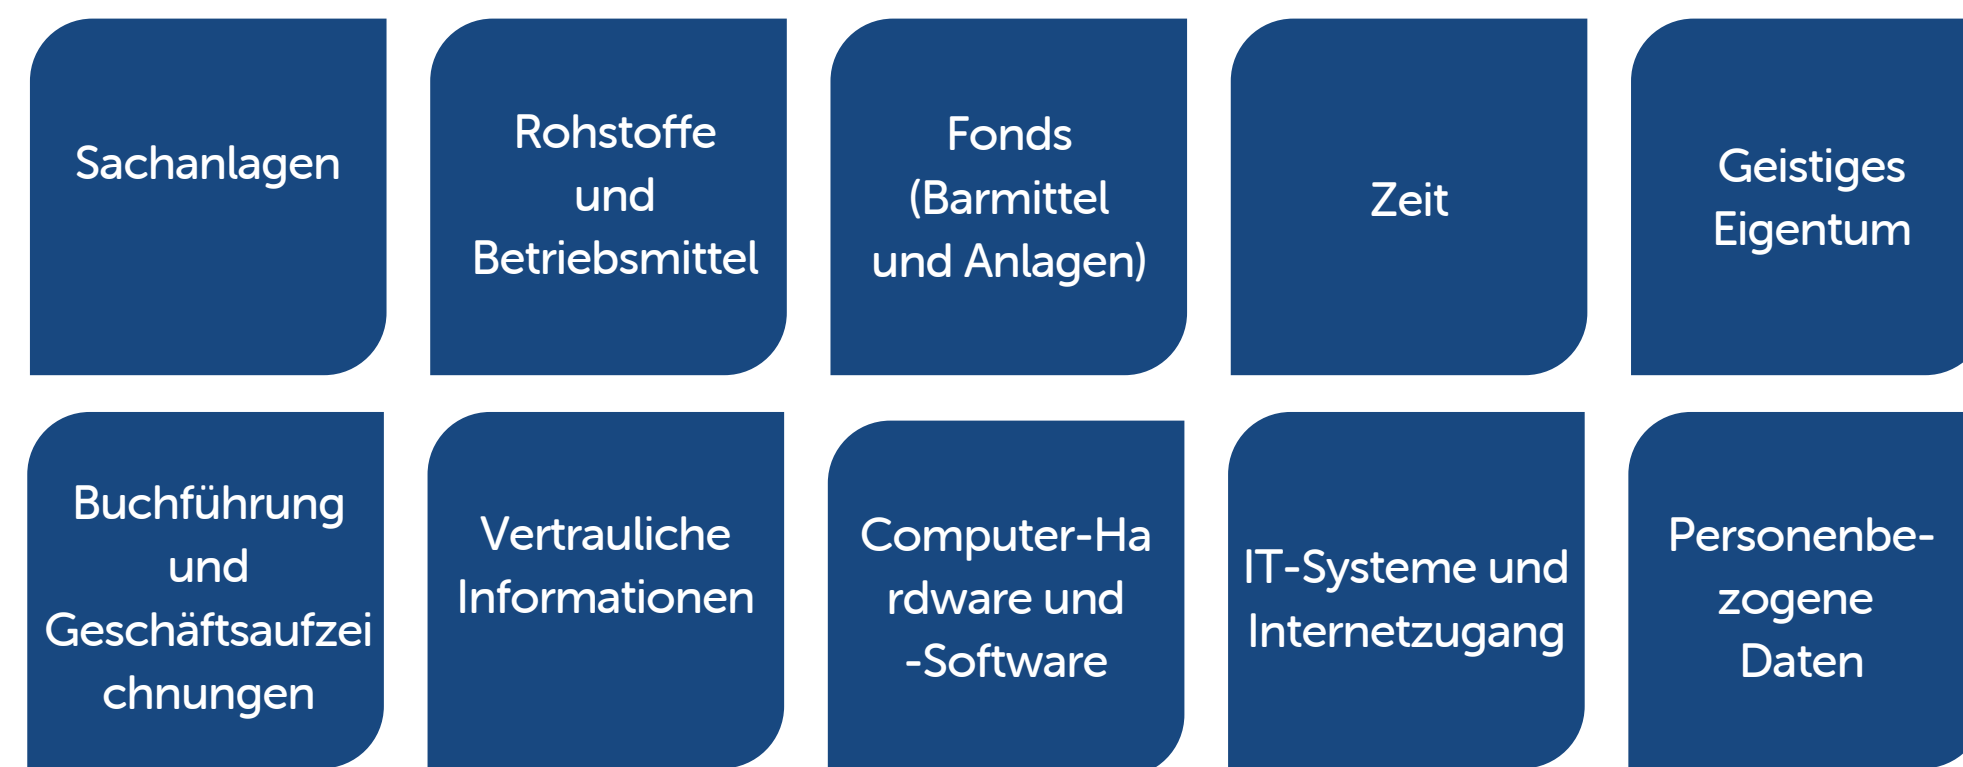 Sachanlagen
Rohstoffe
und
Betriebsmittel
Fonds
(Barmittel
und Anlagen)
Zeit
Geistiges
Eigentum
Buchführung
und
Geschäftsaufzei
chnungen
Vertrauliche
Informationen
Computer-Ha
rdware und
-Software
IT-Systeme und
Internetzugang
Personenbe-
zogene
Daten